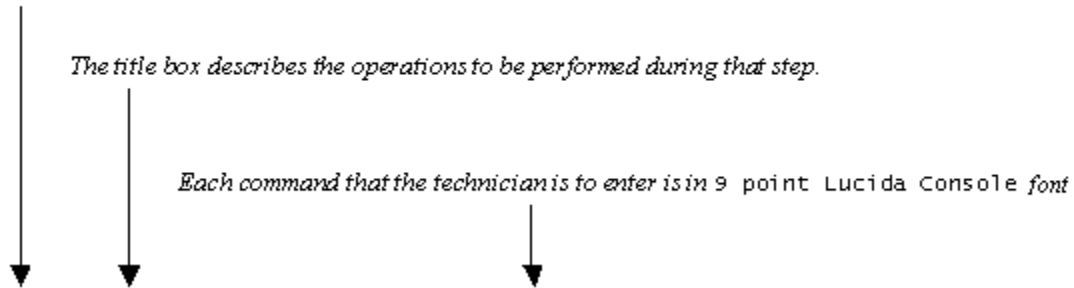 The title box describes the operations to be performed during that step.
Each command that the technician is to enter is in 9 point Lucida Console font